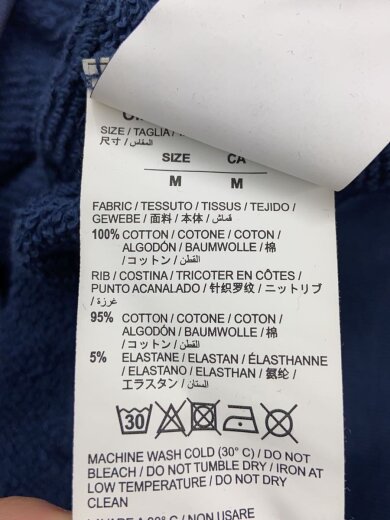 SIZE / TAGLIA /
尺寸 / المقاس
SIZE CA
M M
FABRIC / TESSUTO / TISSUS / TEJIDO /
GEWEBE / 面料 / 本体 / قماش
100% COTTON / COTONE / COTON /
ALGODÓN / BAUMWOLLE / 棉
/ コットン / القطن
RIB / COSTINA / TRICOTER EN CÔTES /
PUNTO ACANALADO / 针织罗纹 / ニットリブ
/ غرزة
95% COTTON / COTONE / COTON /
ALGODÓN / BAUMWOLLE / 棉
/ コットン / القطن
5% ELASTANE / ELASTAN / ÉLASTHANNE
/ ELASTANO / ELASTHAN / 氨纶 /
エラスタン / الستان
30
MACHINE WASH COLD (30° C) / DO NOT
BLEACH / DO NOT TUMBLE DRY / IRON AT
LOW TEMPERATURE / DO NOT DRY
CLEAN
LAVARE A 30° C / NON USARE